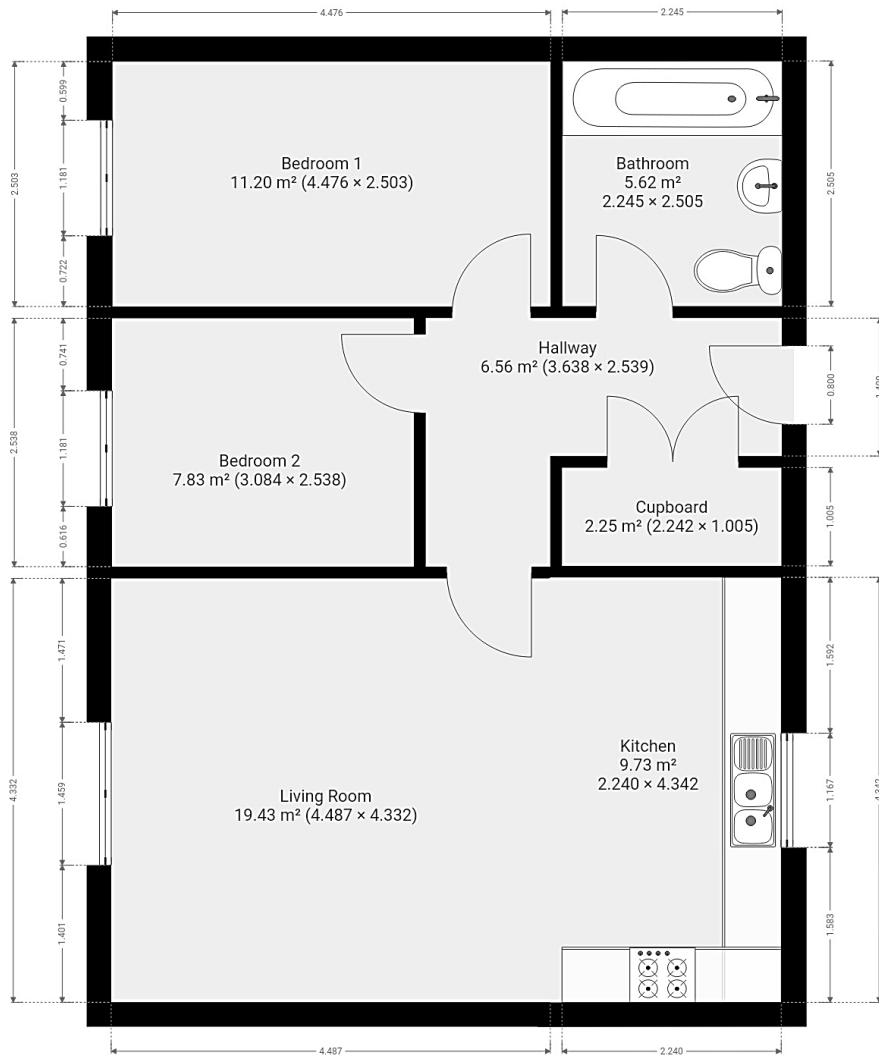 4.476
2.245
0.599
1.181
0.722
2.503
2.505
Bedroom 1
11.20 m² (4.476 × 2.503)
Bathroom
5.62 m²
2.245 × 2.505
0.741
1.181
0.616
2.538
0.800
Hallway
6.56 m² (3.638 × 2.539)
Bedroom 2
7.83 m² (3.084 × 2.538)
Cupboard
2.25 m² (2.242 × 1.005)
1.005
1.471
1.459
1.401
4.332
1.592
1.167
1.583
Kitchen
9.73 m²
2.240 × 4.342
Living Room
19.43 m² (4.487 × 4.332)
4.487
2.240